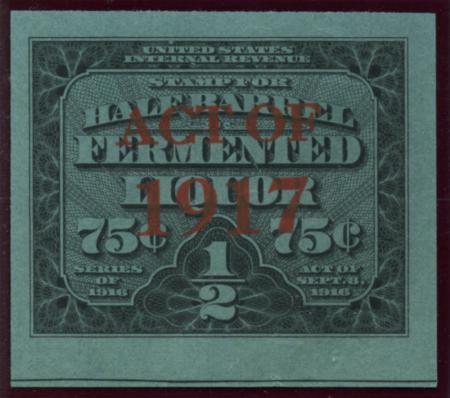 UNITED STATES
INTERNAL REVENUE
STAMP FOR
HALF BARREL
ACT OF
FERMENTED
LIQUOR
1917
75¢ 75¢
SERIES OF 1916
1/2
ACT OF SEPT. 8, 1916